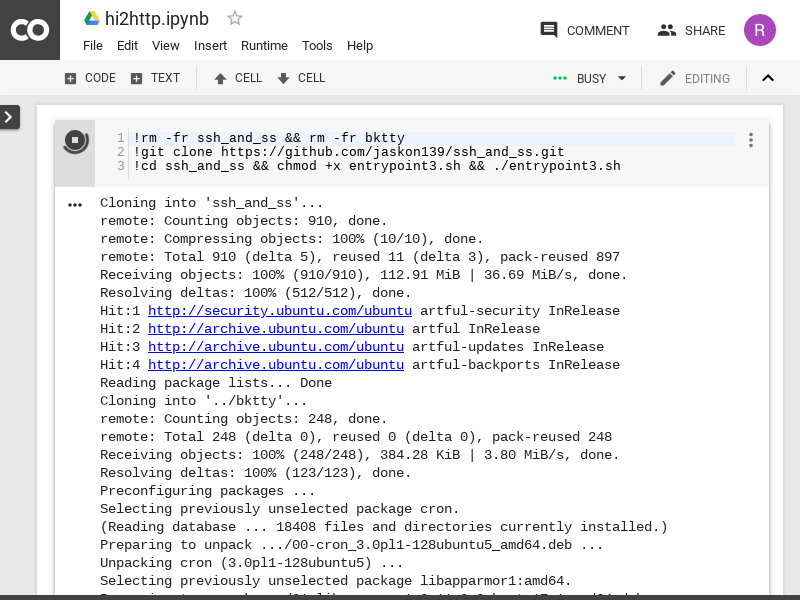 CO
hi2http.ipynb
File Edit View Insert Runtime Tools Help
COMMENT
SHARE
R
CODE
TEXT
CELL
CELL
BUSY
EDITING
1 !rm -fr ssh_and_ss && rm -fr bktty
2 !git clone https://github.com/jaskon139/ssh_and_ss.git
3 !cd ssh_and_ss && chmod +x entrypoint3.sh && ./entrypoint3.sh
Cloning into 'ssh_and_ss'...
remote: Counting objects: 910, done.
remote: Compressing objects: 100% (10/10), done.
remote: Total 910 (delta 5), reused 11 (delta 3), pack-reused 897
Receiving objects: 100% (910/910), 112.91 MiB | 36.69 MiB/s, done.
Resolving deltas: 100% (512/512), done.
Hit:1 http://security.ubuntu.com/ubuntu artful-security InRelease
Hit:2 http://archive.ubuntu.com/ubuntu artful InRelease
Hit:3 http://archive.ubuntu.com/ubuntu artful-updates InRelease
Hit:4 http://archive.ubuntu.com/ubuntu artful-backports InRelease
Reading package lists... Done
Cloning into '../bktty'...
remote: Counting objects: 248, done.
remote: Total 248 (delta 0), reused 0 (delta 0), pack-reused 248
Receiving objects: 100% (248/248), 384.28 KiB | 3.80 MiB/s, done.
Resolving deltas: 100% (123/123), done.
Preconfiguring packages ...
Selecting previously unselected package cron.
(Reading database ... 18408 files and directories currently installed.)
Preparing to unpack .../00-cron_3.0pl1-128ubuntu5_amd64.deb ...
Unpacking cron (3.0pl1-128ubuntu5) ...
Selecting previously unselected package libapparmor1:amd64.